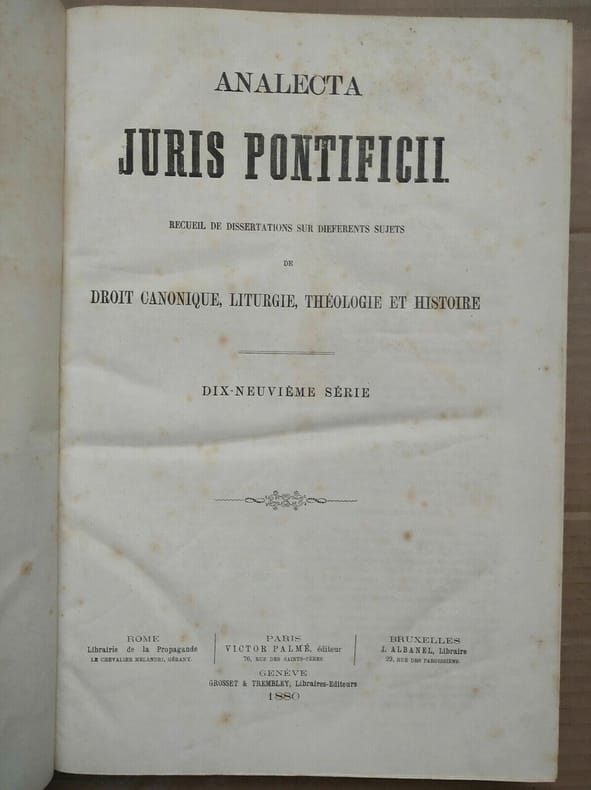 ANALECTA
JURIS PONTIFICII.
RECUEIL DE DISSERTATIONS SUR DIEFERENTS SUJETS
DE
DROIT CANONIQUE, LITURGIE, THÉOLOGIE ET HISTOIRE
DIX-NEUVIÈME SÉRIE
ROME
Librairie de la Propagande
LE CHEVALIER MELANDRI, GÉRANT.
PARIS
VICTOR PALMÉ, éditeur
76, RUE DES SAINTS-PÈRES
BRUXELLES
J. ALBANEL, Libraire
29, RUE DES PAROISSIENS.
GENÈVE
GROSSET & TREMBLEY, Libraires-Editeurs
1880